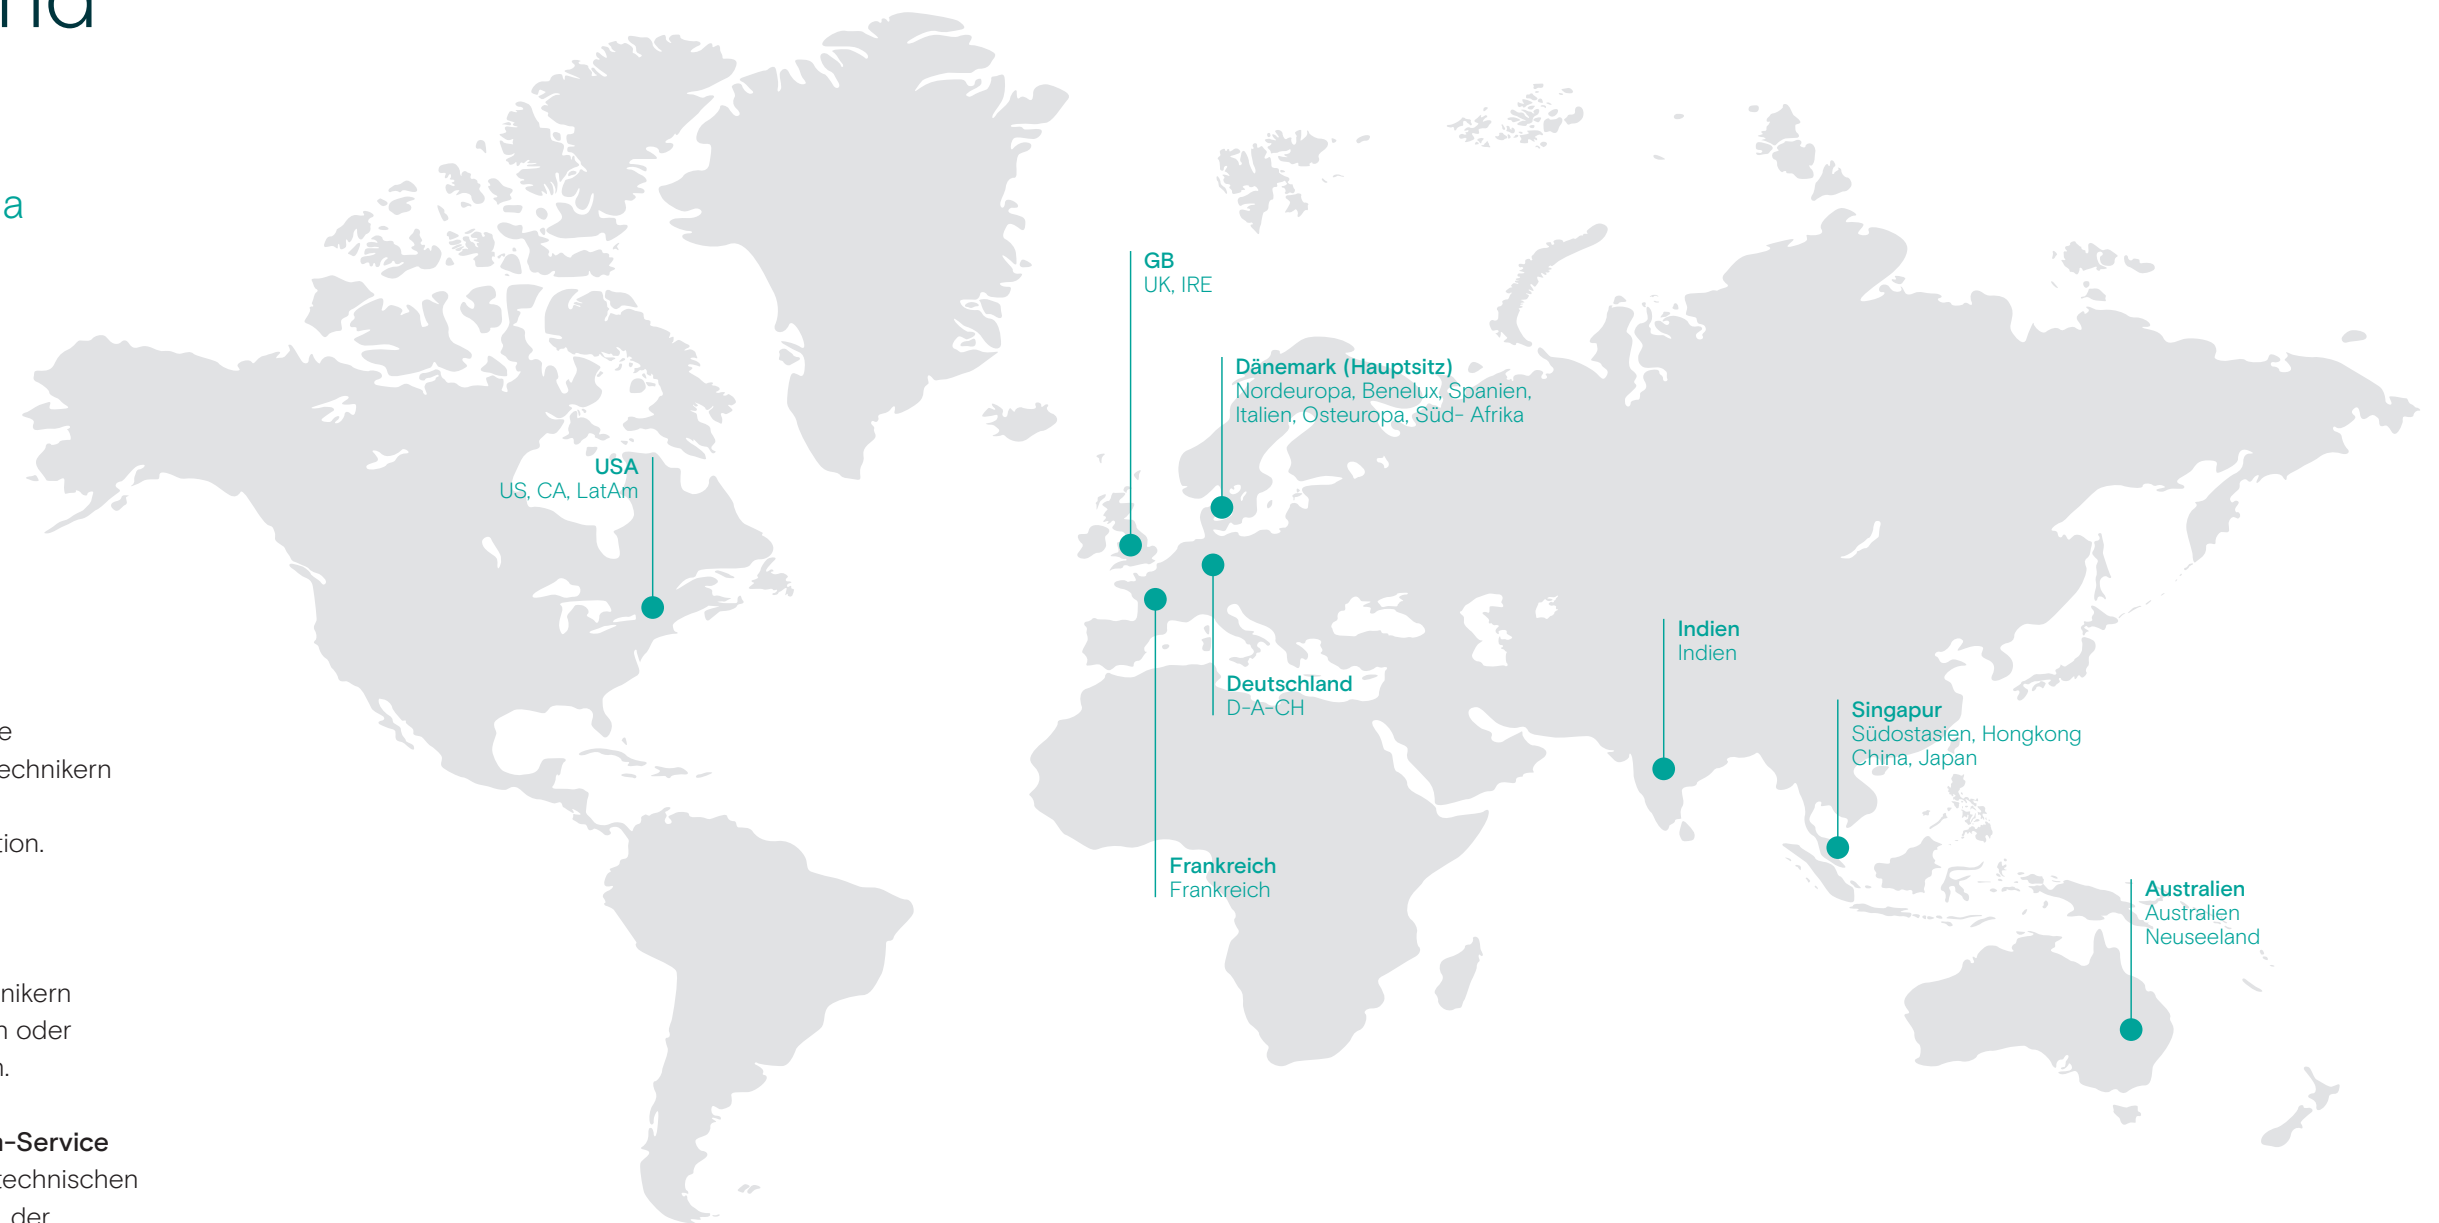 nd
a
e
echnikern
tion.
nikern
n oder
n.
n-Service
technischen
der
GB
UK, IRE
Dänemark (Hauptsitz)
Nordeuropa, Benelux, Spanien,
Italien, Osteuropa, Süd- Afrika
USA
US, CA, LatAm
Indien
Indien
Deutschland
D-A-CH
Singapur
Südostasien, Hongkong
China, Japan
Frankreich
Frankreich
Australien
Australien
Neuseeland